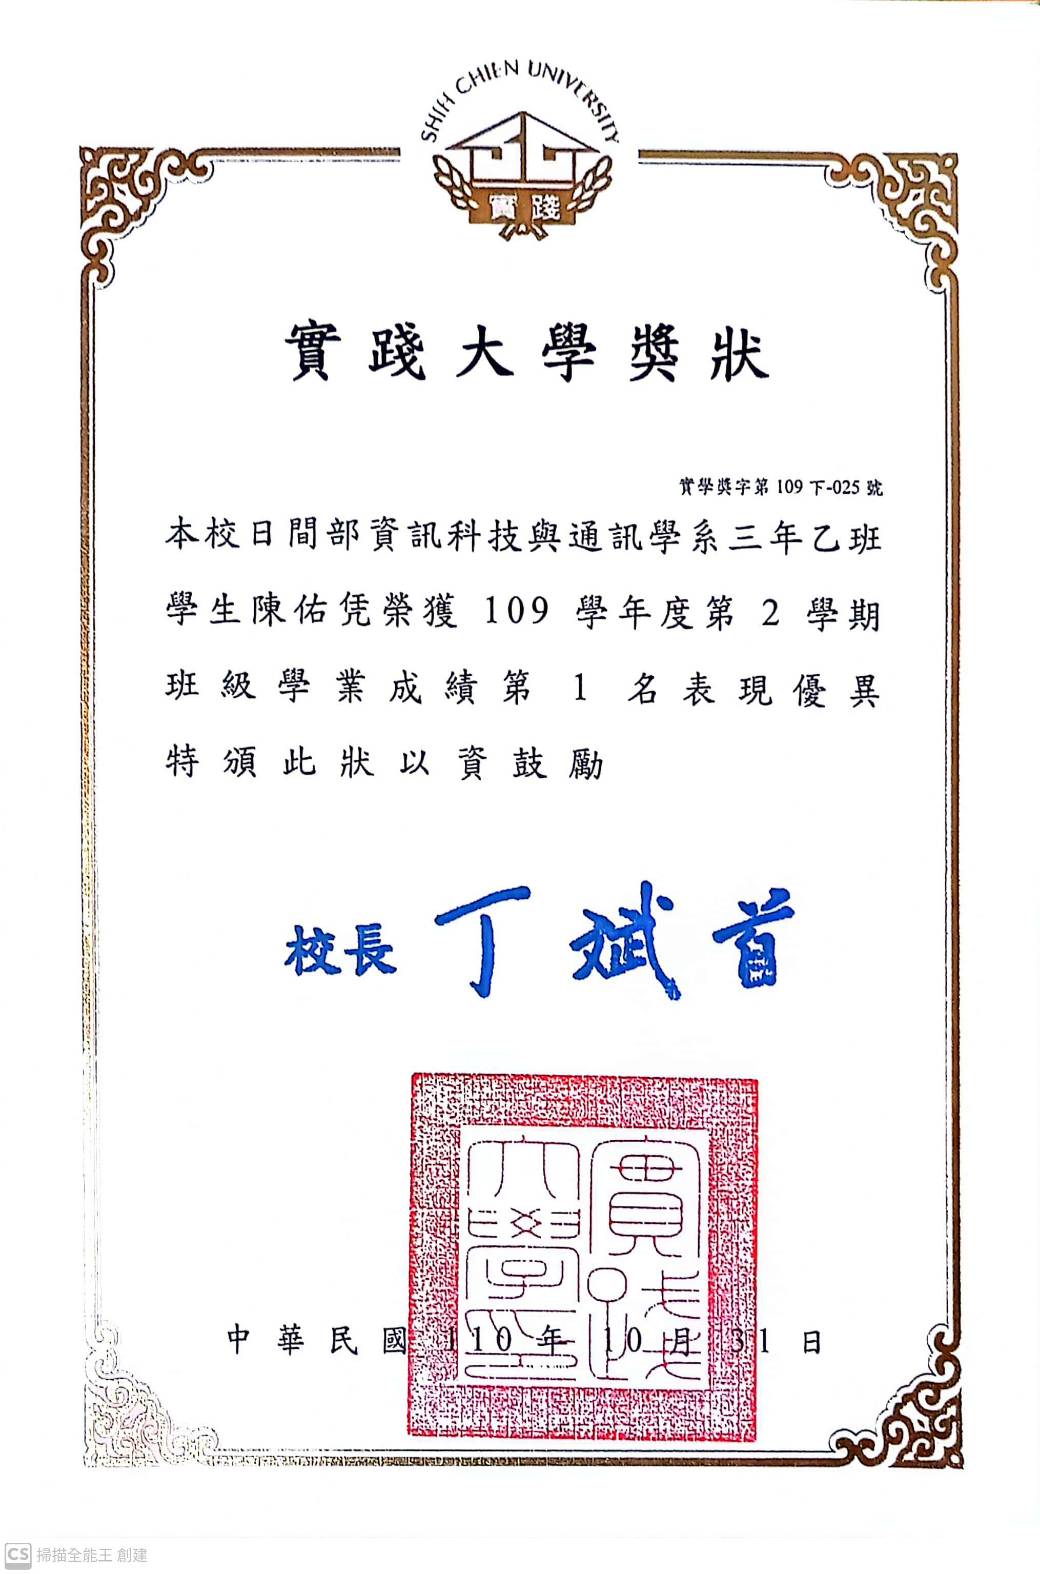 SHIH CHIEN UNIVERSITY
實踐
實踐大學獎狀
實學獎字第 109 下-025 號
本校日間部資訊科技與通訊學系三年乙班
學生陳佑凭榮獲 109 學年度第 2 學期
班級學業成績第 1 名表現優異
特頒此狀以資鼓勵
校長 丁斌首
實踐大學印
中華民國 110 年 10 月 31 日
CS 掃描全能王 創建